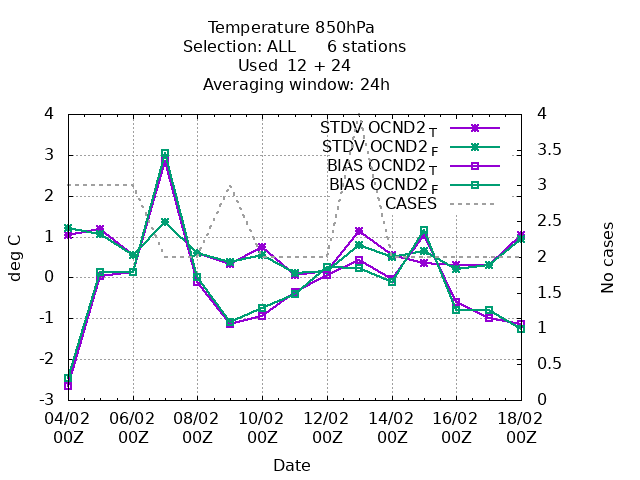 Temperature 850hPa
Selection: ALL 6 stations
Used 12 + 24
Averaging window: 24h
4 4
STDV OCND2 T
STDV OCND2 F
3.5
3
BIAS OCND2 T
3
BIAS OCND2 F
2
CASES
2.5
1
deg C
No cases
2
0
1.5
-1
1
-2
0.5
-3 0
04/02 06/02 08/02 10/02 12/02 14/02 16/02 18/02
00Z 00Z 00Z 00Z 00Z 00Z 00Z 00Z
Date